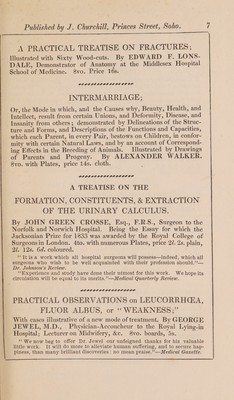 Published by J. Churchill, Princes Street, Soho. 7
A PRACTICAL TREATISE ON FRACTURES;
Illustrated with Sixty Wood-cuts. By EDWARD F. LONS-
DALE, Demonstrator of Anatomy at the Middlesex Hospital
School of Medicine. 8vo. Price 16s.
INTERMARRIAGE;
Or, the Mode in which, and the Causes why, Beauty, Health, and
Intellect, result from certain Unions, and Deformity, Disease, and
Insanity from others; demonstrated by Delineations of the Struc-
ture and Forms, and Descriptions of the Functions and Capacities,
which each Parent, in every Pair, bestows on Children, in confor-
mity with certain Natural Laws, and by an account of Correspond-
ing Effects in the Breeding of Animals. Illustrated by Drawings
of Parents and Progeny. By ALEXANDER WALKER.
8vo. with Plates, price 14s. cloth.
A TREATISE ON THE
FORMATION, CONSTITUENTS, & EXTRACTION
OF THE URINARY CALCULUS.
By JOHN GREEN CROSSE, Esq., F.R.S., Surgeon to the
Norfolk and Norwich Hospital. Being the Essay for which the
Jacksonian Prize for 1833 was awarded by the Royal College of
Surgeons in London. 4to. with numerous Plates, price 2l. 2s. plain,
2l. 12s. 6d. coloured.
"It is a work which all hospital surgeons will possess—indeed, which all
surgeons who wish to be well acquainted with their profession should."—
Dr. Johnson's Review.
"Experience and study have done their utmost for this work. We hope its
circulation will be equal to its merits."—Medical Quarterly Review.
PRACTICAL OBSERVATIONS on LEUCORRHŒA,
FLUOR ALBUS, or "WEAKNESS;"
With cases illustrative of a new mode of treatment. By GEORGE
JEWEL, M.D., Physician-Accoucheur to the Royal Lying-in
Hospital; Lecturer on Midwifery, &c. 8vo. boards, 5s.
"We now beg to offer Dr. Jewel our undisguised thanks for his valuable
little work. It will do more to alleviate human suffering, and to secure hap-
piness, than many brilliant discoveries: no mean praise."—Medical Gazette.